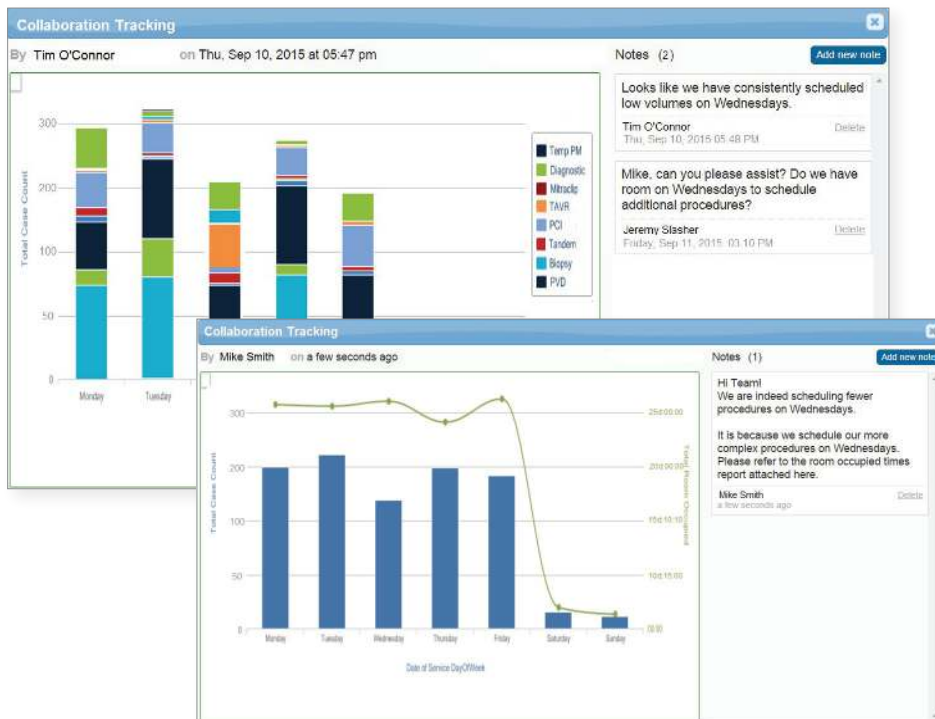 Collaboration Tracking
By Tim O'Connor on Thu, Sep 10, 2015 at 05:47 pm
Notes (2)
Add new note
Looks like we have consistently scheduled
low volumes on Wednesdays.
Tim O'Connor
Delete
Thu, Sep 10, 2015 05:48 PM
Mike, can you please assist? Do we have
room on Wednesdays to schedule
additional procedures?
Jeremy Slasher
Delete
Friday, Sep 11, 2015, 03:10 PM
Total Case Count
300
200
100
50
0
Monday
Tuesday
Temp PM
Diagnostic
Mitraclip
TAVR
PCI
Tandem
Biopsy
PVD
Collaboration Tracking
By Mike Smith on a few seconds ago
Notes (1)
Add new note
Hi Team!
We are indeed scheduling fewer
procedures on Wednesdays.
It is because we schedule our more
complex procedures on Wednesdays.
Please refer to the room occupied times
report attached here.
Mike Smith
Delete
a few seconds ago
Total Case Count
300
200
100
50
0
Monday
Tuesday
Wednesday
Thursday
Friday
Saturday
Sunday
Date of Service DayOfWeek
Total Room Occupied